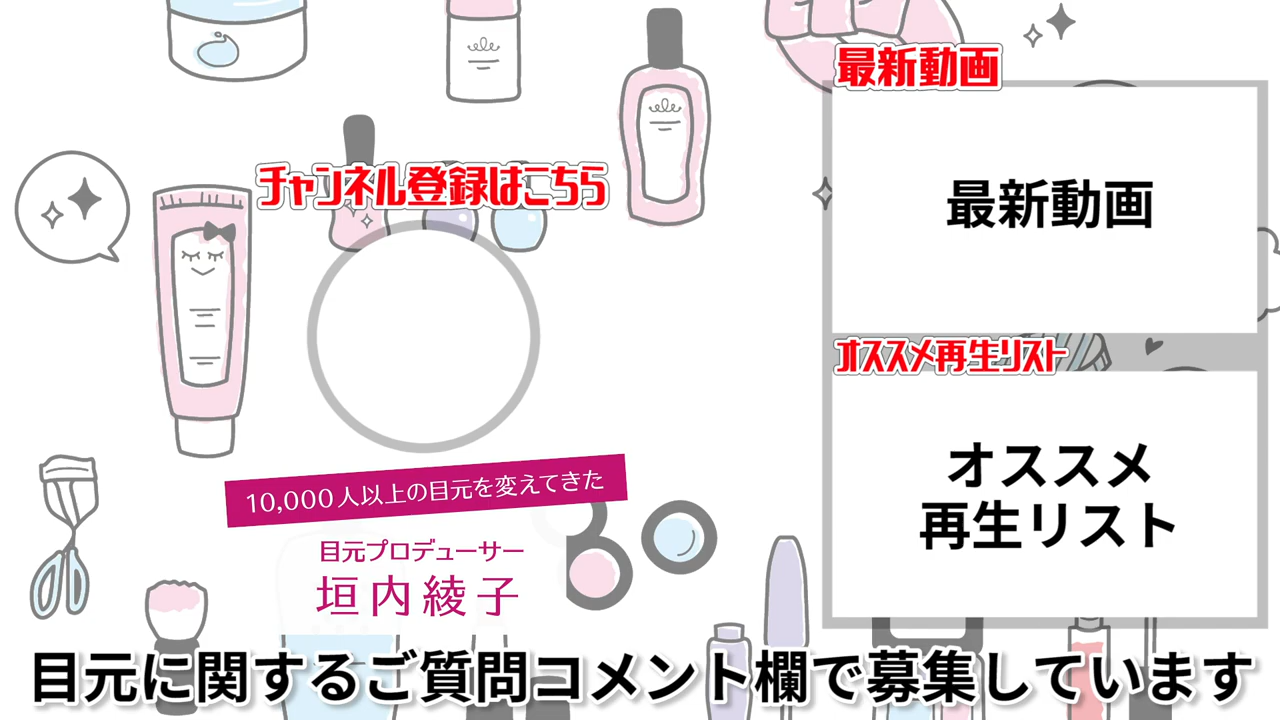 最新動画
チャンネル登録はこちら
最新動画
オススメ再生リスト
オススメ
再生リスト
10,000人以上の目元を変えてきた
目元プロデューサー
垣内綾子
目元に関するご質問コメント欄で募集しています